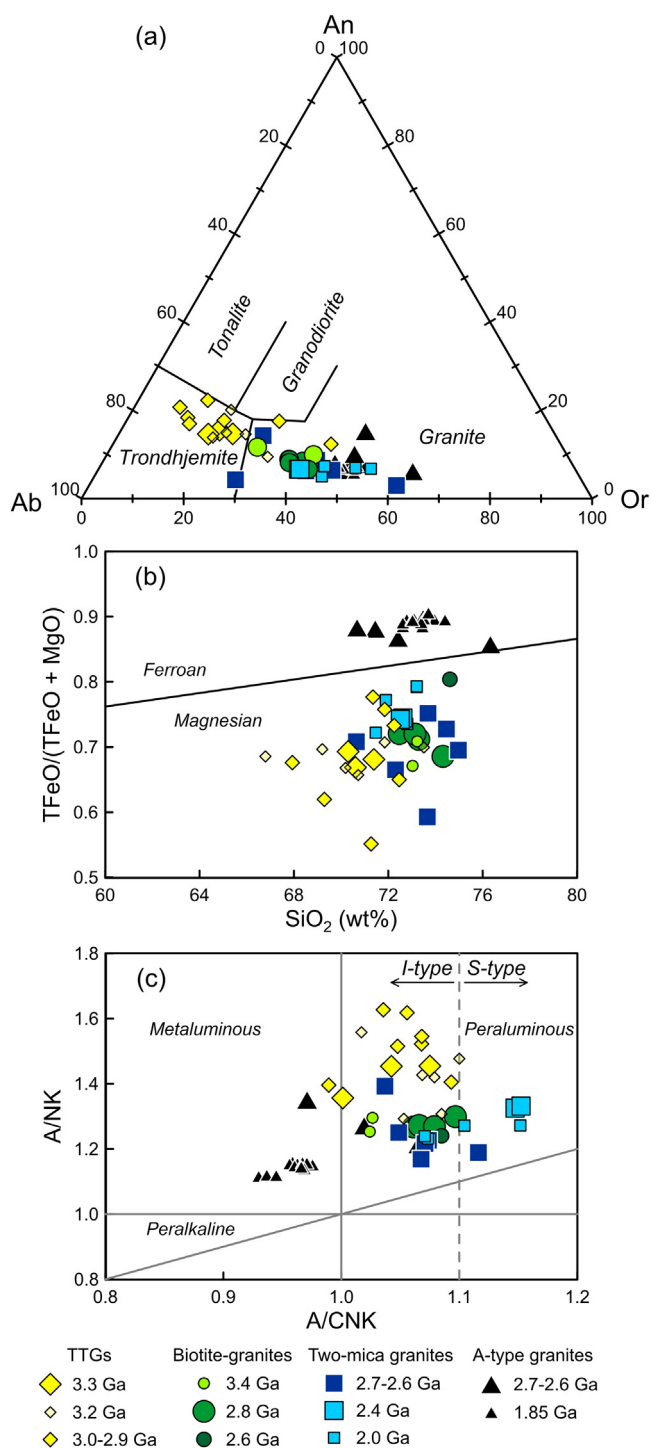 (a)
An
0 100
20 80
40 60
60 40
80 20
100 0
Tonalite
Granodiorite
Trondhjemite
Granite
Ab
Or
0 20 40 60 80 100
(b)
TFeO/(TFeO + MgO)
1.0
0.9
0.8
0.7
0.6
0.5
Ferroan
Magnesian
60 64 68 72 76 80
SiO₂ (wt%)
(c)
A/NK
1.8
1.6
1.4
1.2
1.0
0.8
I-type S-type
Metaluminous
Peraluminous
Peralkaline
0.8 0.9 1.0 1.1 1.2
A/CNK
TTGs Biotite-granites Two-mica granites A-type granites
3.3 Ga 3.4 Ga 2.7-2.6 Ga 2.7-2.6 Ga
3.2 Ga 2.8 Ga 2.4 Ga 1.85 Ga
3.0-2.9 Ga 2.6 Ga 2.0 Ga